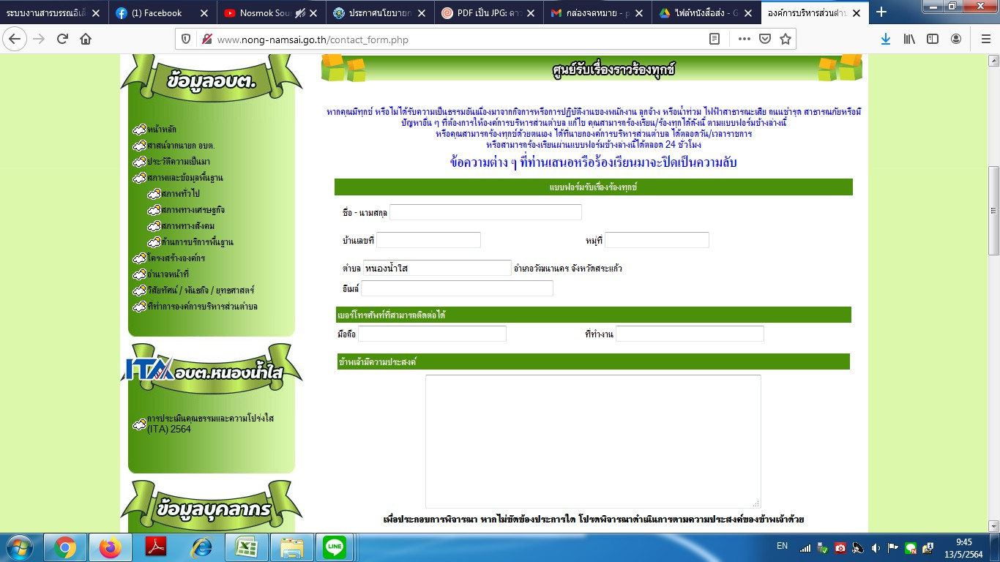 ระบบงานสารบรรณอิเล็
(1) Facebook
Nosmok Sou
ประกาศนโยบาย
PDF เป็น JPG: ดาว
กล่องจดหมาย - p
ไฟล์หนังสือส่ง - G
องค์การบริหารส่วนตำบ
www.nong-namsai.go.th/contact_form.php
ข้อมูลอบต.
หน้าหลัก
สาสน์จากนายก อบต.
ประวัติความเป็นมา
สภาพและข้อมูลพื้นฐาน
สภาพทั่วไป
สภาพทางเศรษฐกิจ
สภาพทางสังคม
ด้านการบริการพื้นฐาน
โครงสร้างองค์กร
อำนาจหน้าที่
วิสัยทัศน์ / พันธกิจ / ยุทธศาสตร์
ที่ทำการองค์การบริหารส่วนตำบล
ITA อบต.หนองน้ำใส
การประเมินคุณธรรมและความโปร่งใส
(ITA) 2564
ข้อมูลบุคลากร
ศูนย์รับเรื่องราวร้องทุกข์
หากคุณมีทุกข์ หรือไม่ได้รับความเป็นธรรมอันเนื่องมาจากกิจการหรือการปฏิบัติงานของพนักงาน ลูกจ้าง หรือน้ำท่วม ไฟฟ้าสาธารณะเสีย ถนนชำรุด สาธารณภัยหรือมี
ปัญหาอื่น ๆ ที่ต้องการให้องค์การบริหารส่วนตำบล แก้ไข คุณสามารถร้องเรียน/ร้องทุกได้ดังนี้ ตามแบบฟอร์มข้างล่างนี้
หรือคุณสามารถร้องทุกข์ด้วยตนเอง ได้ที่นายกองค์การบริหารส่วนตำบล ได้ตลอดวัน/เวลาราชการ
หรือสามารถร้องเรียนผ่านแบบฟอร์มข้างล่างนี้ได้ตลอด 24 ชั่วโมง
ข้อความต่าง ๆ ที่ท่านเสนอหรือร้องเรียนมาจะปิดเป็นความลับ
แบบฟอร์มรับเรื่องร้องทุกข์
ชื่อ - นามสกุล
บ้านเลขที่ หมู่ที่
ตำบล หนองน้ำใส อำเภอวัฒนานคร จังหวัดสระแก้ว
อีเมล์
เบอร์โทรศัพท์ที่สามารถติดต่อได้
มือถือ ที่ทำงาน
ข้าพเจ้ามีความประสงค์
เพื่อประกอบการพิจารณา หากไม่ขัดข้องประการใด โปรดพิจารณาดำเนินการตามความประสงค์ของข้าพเจ้าด้วย
LINE
EN
9:45
13/5/2564